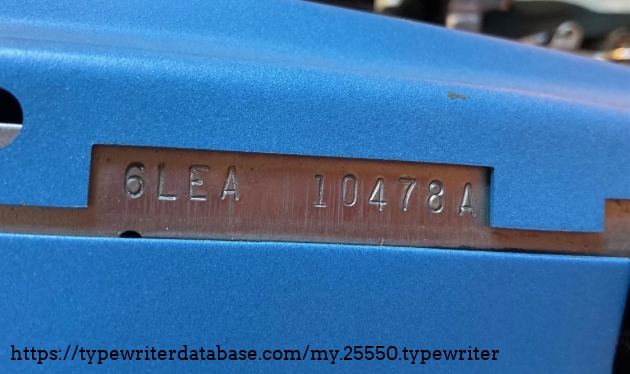 6LEA 10478A
https://typewriterdatabase.com/my.25550.typewriter